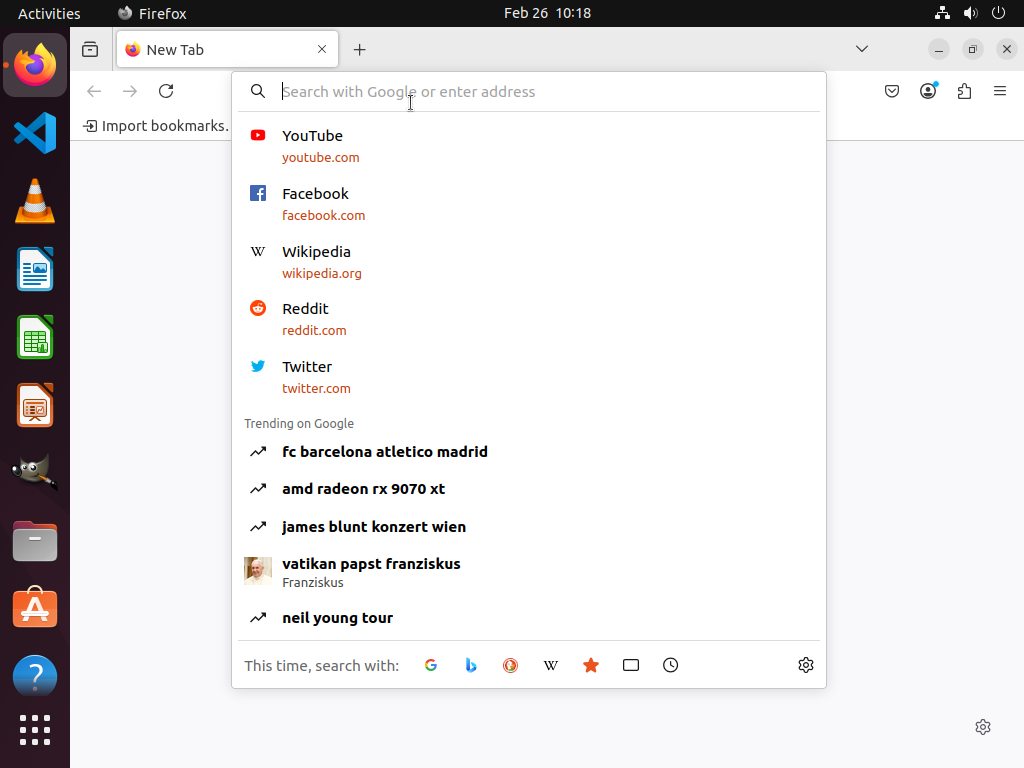 Activities
Firefox
Feb 26 10:18
New Tab
Search with Google or enter address
Import bookmarks.
YouTube
youtube.com
Facebook
facebook.com
W
Wikipedia
wikipedia.org
Reddit
reddit.com
Twitter
twitter.com
Trending on Google
fc barcelona atletico madrid
amd radeon rx 9070 xt
james blunt konzert wien
vatikan papst franziskus
Franziskus
neil young tour
This time, search with:
G
W
?